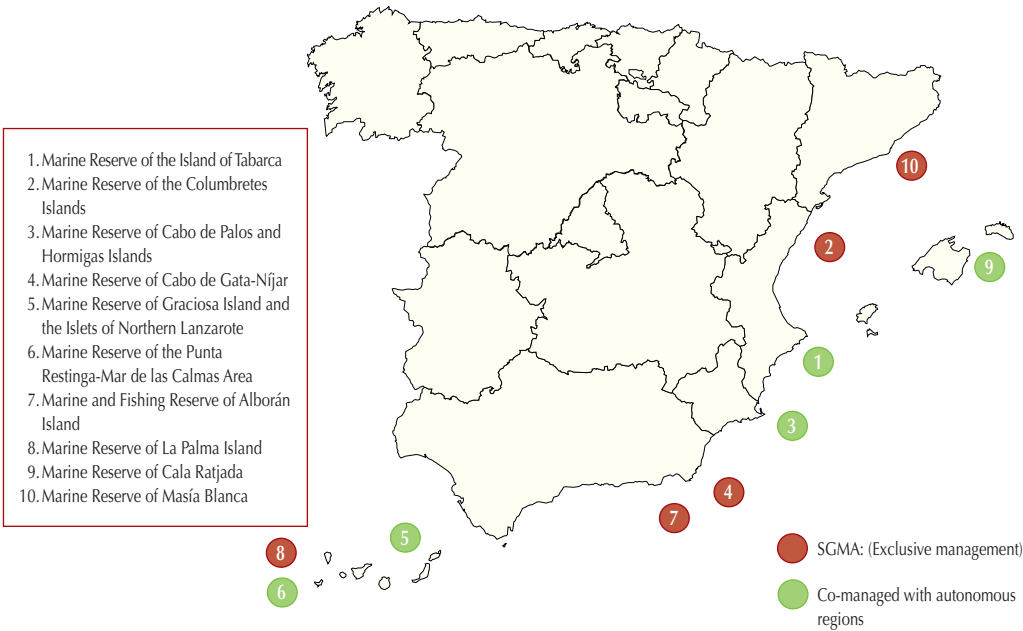 1. Marine Reserve of the Island of Tabarca
2. Marine Reserve of the Columbretes
Islands
3. Marine Reserve of Cabo de Palos and
Hormigas Islands
4. Marine Reserve of Cabo de Gata-Níjar
5. Marine Reserve of Graciosa Island and
the Islets of Northern Lanzarote
6. Marine Reserve of the Punta
Restinga-Mar de las Calmas Area
7. Marine and Fishing Reserve of Alborán
Island
8. Marine Reserve of La Palma Island
9. Marine Reserve of Cala Ratjada
10. Marine Reserve of Masía Blanca
10
2
9
1
3
4
7
5
8
6
SGMA: (Exclusive management)
Co-managed with autonomous
regions